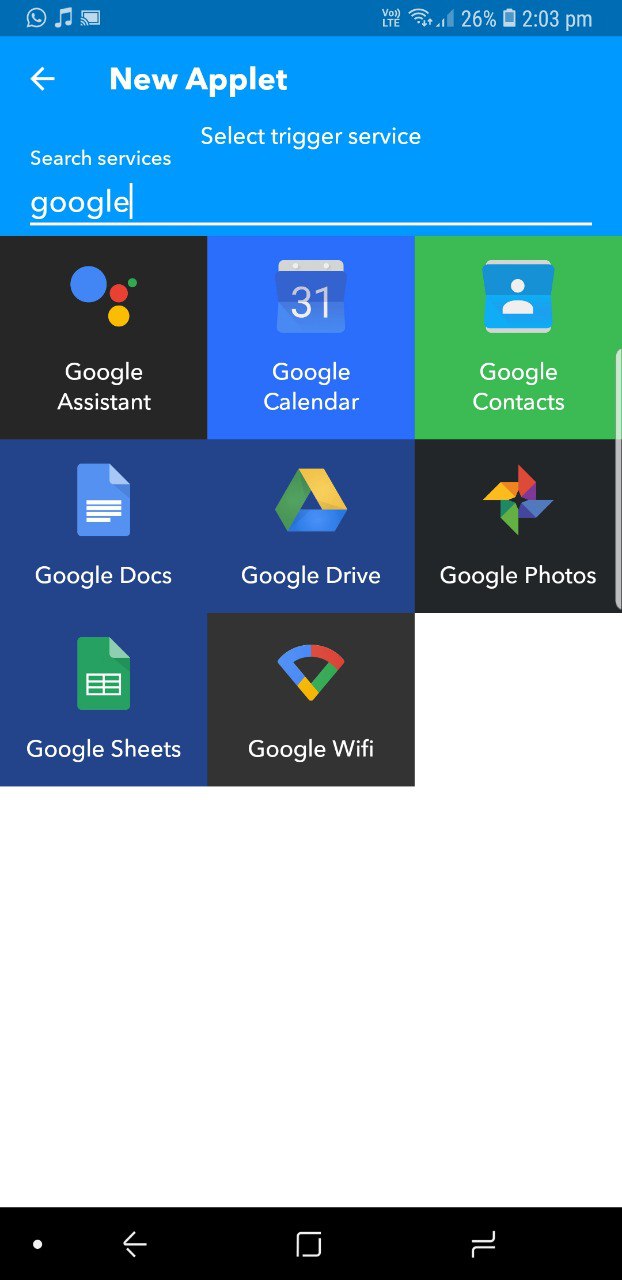 Vo)) LTE 26% 2:03 pm
New Applet
Select trigger service
Search services
google
Google
Assistant
31
Google
Calendar
Google
Contacts
Google Docs
Google Drive
Google Photos
Google Sheets
Google Wifi